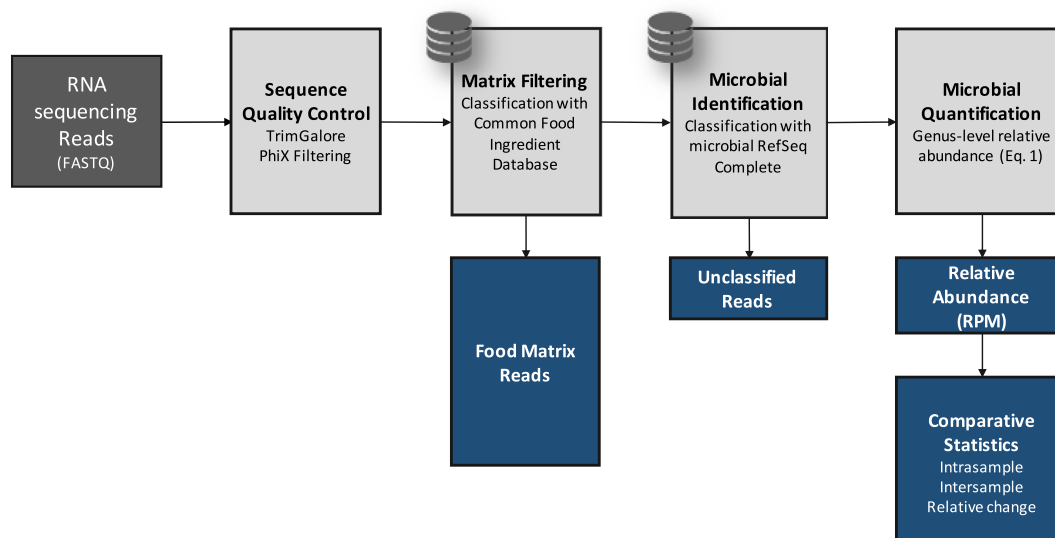 RNA
sequencing
Reads
(FASTQ)
Sequence
Quality Control
TrimGalore
PhiX Filtering
Matrix Filtering
Classification with
Common Food
Ingredient
Database
Microbial
Identification
Classification with
microbial RefSeq
Complete
Microbial
Quantification
Genus-level relative
abundance (Eq. 1)
Food Matrix
Reads
Unclassified
Reads
Relative
Abundance
(RPM)
Comparative
Statistics
Intrasample
Intersample
Relative change